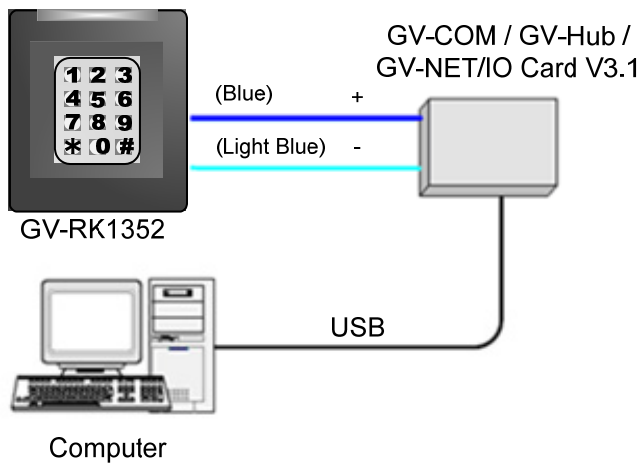 GV-COM / GV-Hub /
GV-NET/IO Card V3.1
1 2 3
4 5 6
7 8 9
* 0 #
(Blue) +
(Light Blue) -
GV-RK1352
USB
Computer